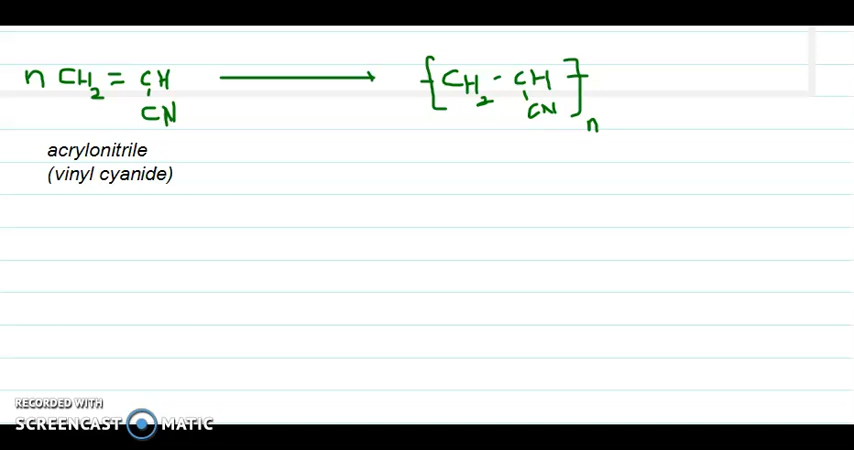 n CH2 = CH ⟶ [CH2 - CH]n
CN CN
acrylonitrile
(vinyl cyanide)
RECORDED WITH
SCREENCAST MATIC